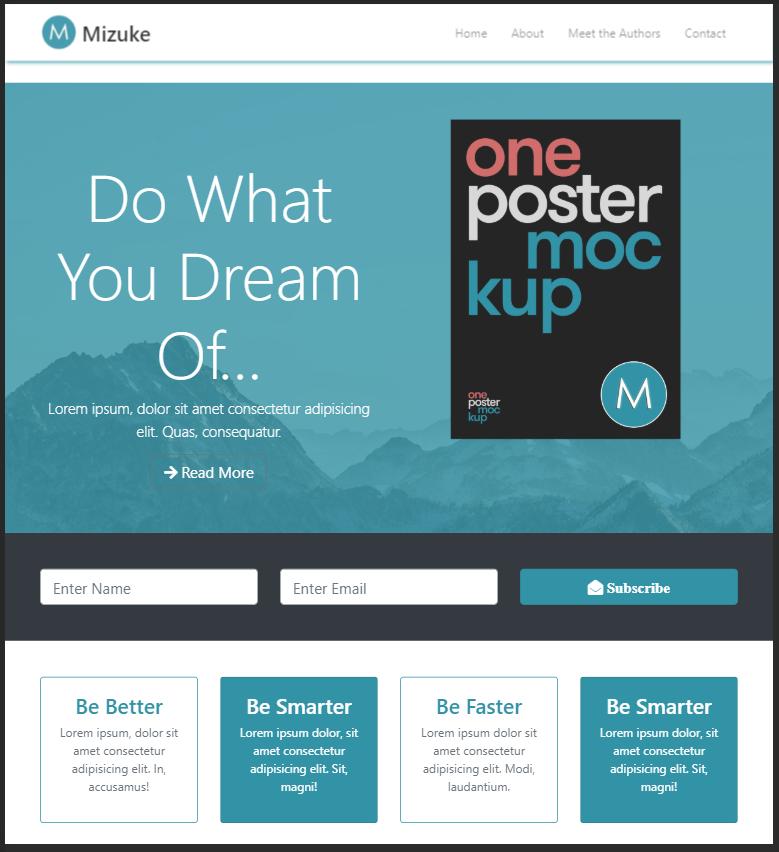 M Mizuke
Home About Meet the Authors Contact
Do What
You Dream
Of...
Lorem ipsum, dolor sit amet consectetur adipisicing
elit. Quas, consequatur.
Read More
one
poster
moc
kup
one
poster
moc
kup
M
Enter Name
Enter Email
Subscribe
Be Better
Lorem ipsum, dolor sit
amet consectetur
adipisicing elit. In,
accusamus!
Be Smarter
Lorem ipsum dolor, sit
amet consectetur
adipisicing elit. Sit,
magni!
Be Faster
Lorem ipsum, dolor sit
amet consectetur
adipisicing elit. Modi,
laudantium.
Be Smarter
Lorem ipsum dolor, sit
amet consectetur
adipisicing elit. Sit,
magni!